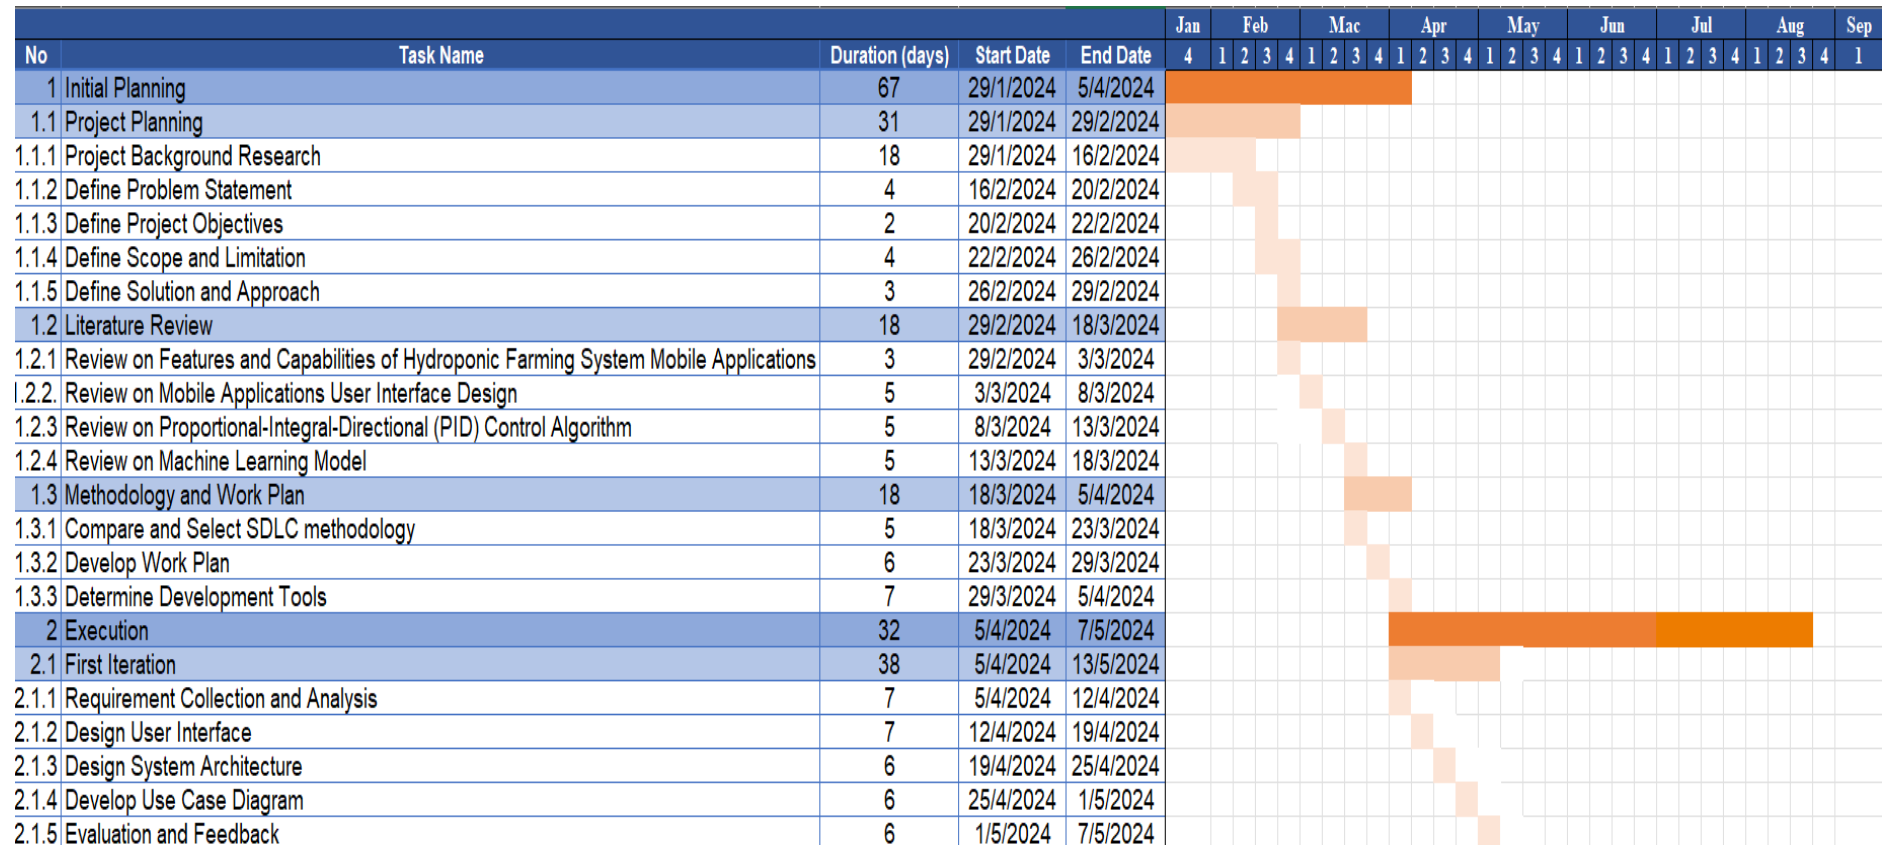 Jan Feb Mac Apr May Jun Jul Aug Sep
No Task Name Duration (days) Start Date End Date 4 1 2 3 4 1 2 3 4 1 2 3 4 1 2 3 4 1 2 3 4 1 2 3 4 1 2 3 4 1
1 Initial Planning 67 29/1/2024 5/4/2024
1.1 Project Planning 31 29/1/2024 29/2/2024
1.1.1 Project Background Research 18 29/1/2024 16/2/2024
1.1.2 Define Problem Statement 4 16/2/2024 20/2/2024
1.1.3 Define Project Objectives 2 20/2/2024 22/2/2024
1.1.4 Define Scope and Limitation 4 22/2/2024 26/2/2024
1.1.5 Define Solution and Approach 3 26/2/2024 29/2/2024
1.2 Literature Review 18 29/2/2024 18/3/2024
1.2.1 Review on Features and Capabilities of Hydroponic Farming System Mobile Applications 3 29/2/2024 3/3/2024
1.2.2. Review on Mobile Applications User Interface Design 5 3/3/2024 8/3/2024
1.2.3 Review on Proportional-Integral-Directional (PID) Control Algorithm 5 8/3/2024 13/3/2024
1.2.4 Review on Machine Learning Model 5 13/3/2024 18/3/2024
1.3 Methodology and Work Plan 18 18/3/2024 5/4/2024
1.3.1 Compare and Select SDLC methodology 5 18/3/2024 23/3/2024
1.3.2 Develop Work Plan 6 23/3/2024 29/3/2024
1.3.3 Determine Development Tools 7 29/3/2024 5/4/2024
2 Execution 32 5/4/2024 7/5/2024
2.1 First Iteration 38 5/4/2024 13/5/2024
2.1.1 Requirement Collection and Analysis 7 5/4/2024 12/4/2024
2.1.2 Design User Interface 7 12/4/2024 19/4/2024
2.1.3 Design System Architecture 6 19/4/2024 25/4/2024
2.1.4 Develop Use Case Diagram 6 25/4/2024 1/5/2024
2.1.5 Evaluation and Feedback 6 1/5/2024 7/5/2024